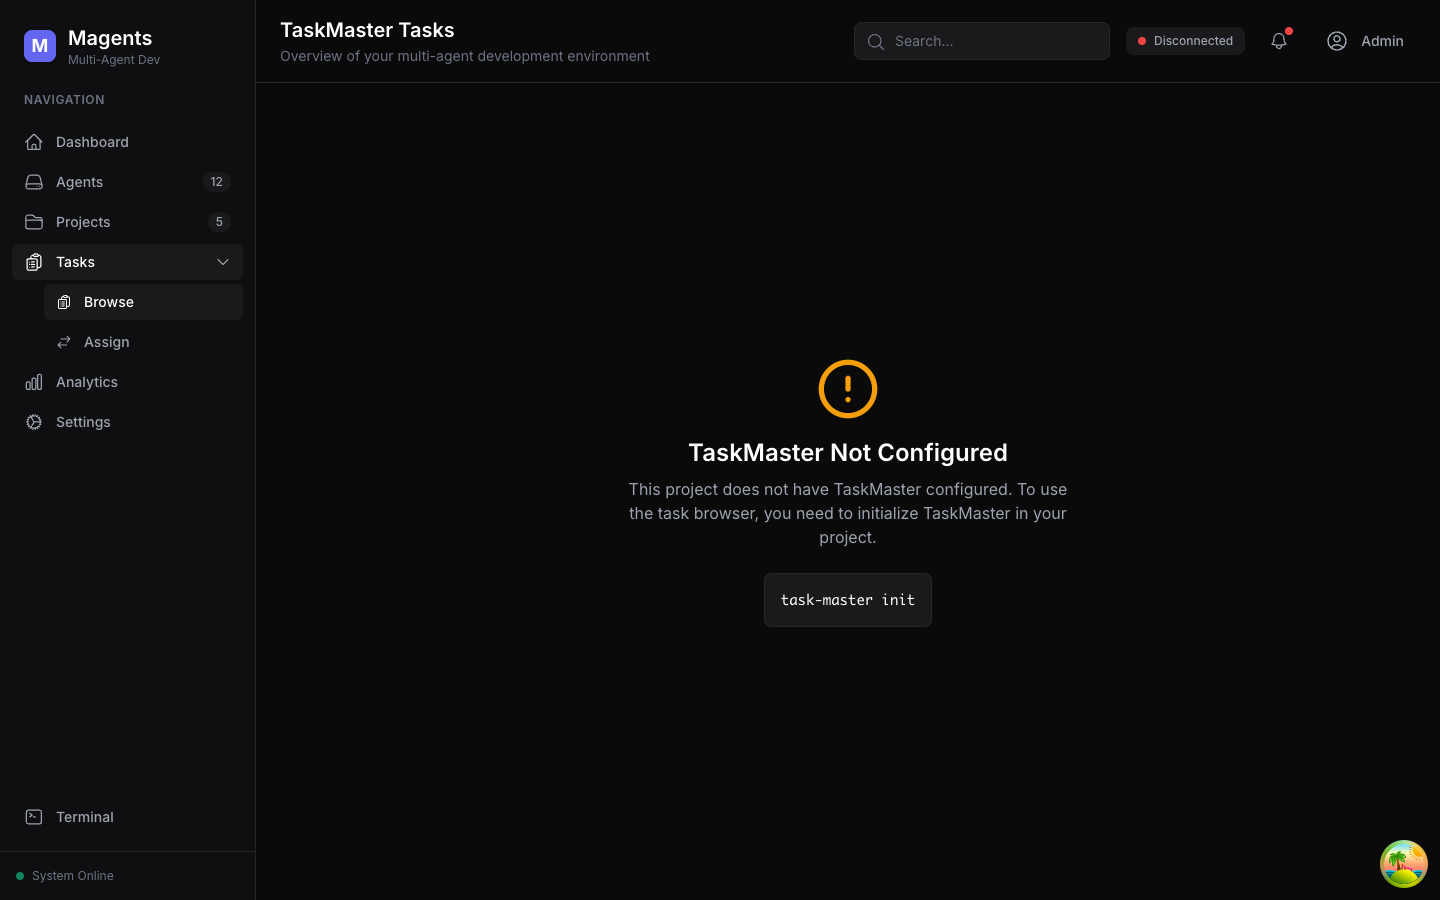 M
Magents
Multi-Agent Dev
NAVIGATION
Dashboard
Agents
12
Projects
5
Tasks
Browse
Assign
Analytics
Settings
Terminal
System Online
TaskMaster Tasks
Overview of your multi-agent development environment
Search...
Disconnected
Admin
TaskMaster Not Configured
This project does not have TaskMaster configured. To use
the task browser, you need to initialize TaskMaster in your
project.
task-master init